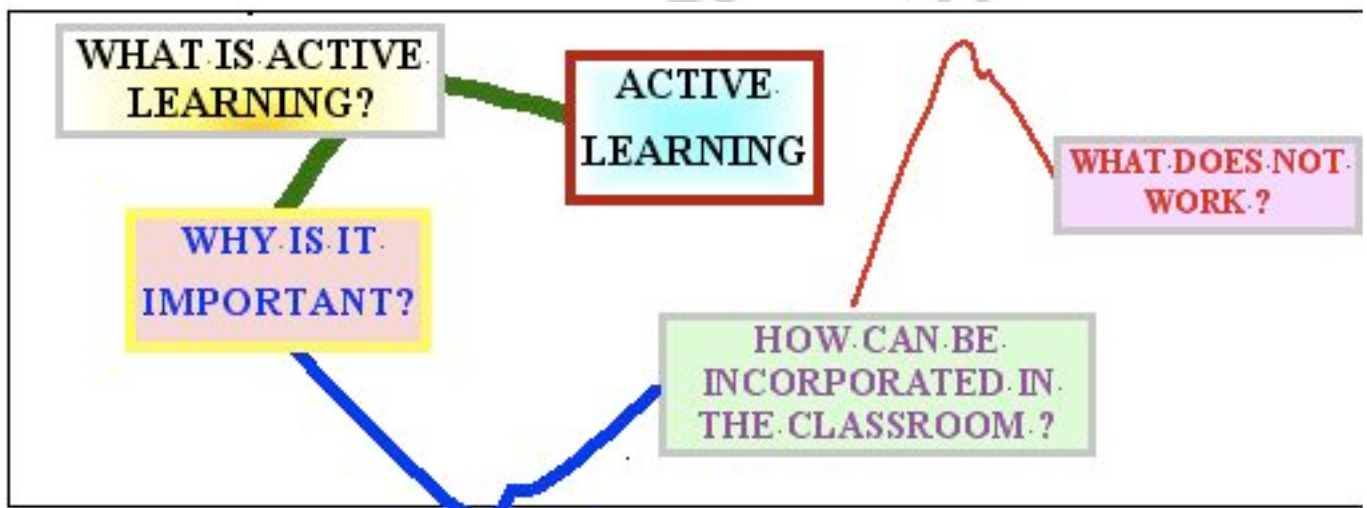 WHAT IS ACTIVE
LEARNING?
ACTIVE
LEARNING
WHY IS IT
IMPORTANT?
HOW CAN BE
INCORPORATED IN
THE CLASSROOM ?
WHAT DOES NOT
WORK ?